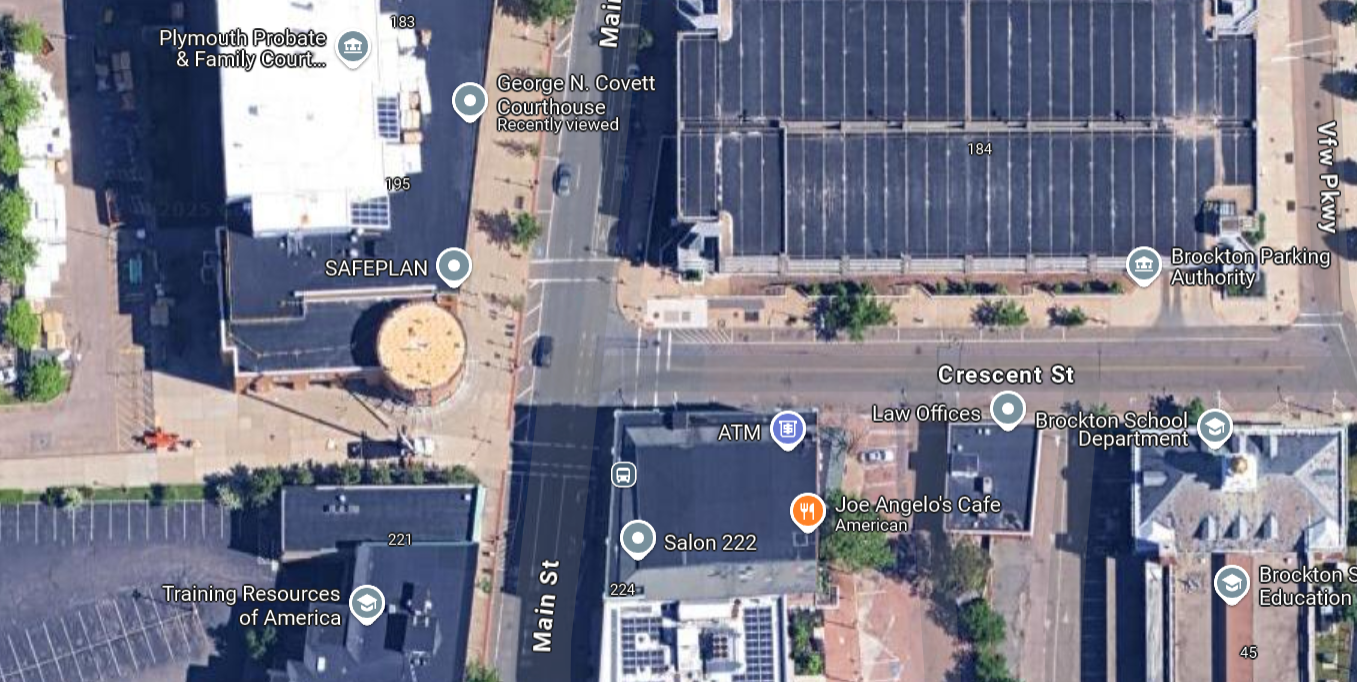 183
Main
Plymouth Probate
& Family Court...
George N. Covett
Courthouse
Recently viewed
184
Vfw Pkwy
195
SAFEPLAN
Brockton Parking
Authority
Crescent St
Law Offices
Brockton School
Department
ATM
Joe Angelo's Cafe
American
Salon 222
221
224
Main St
Training Resources
of America
Brockton S
Education
45